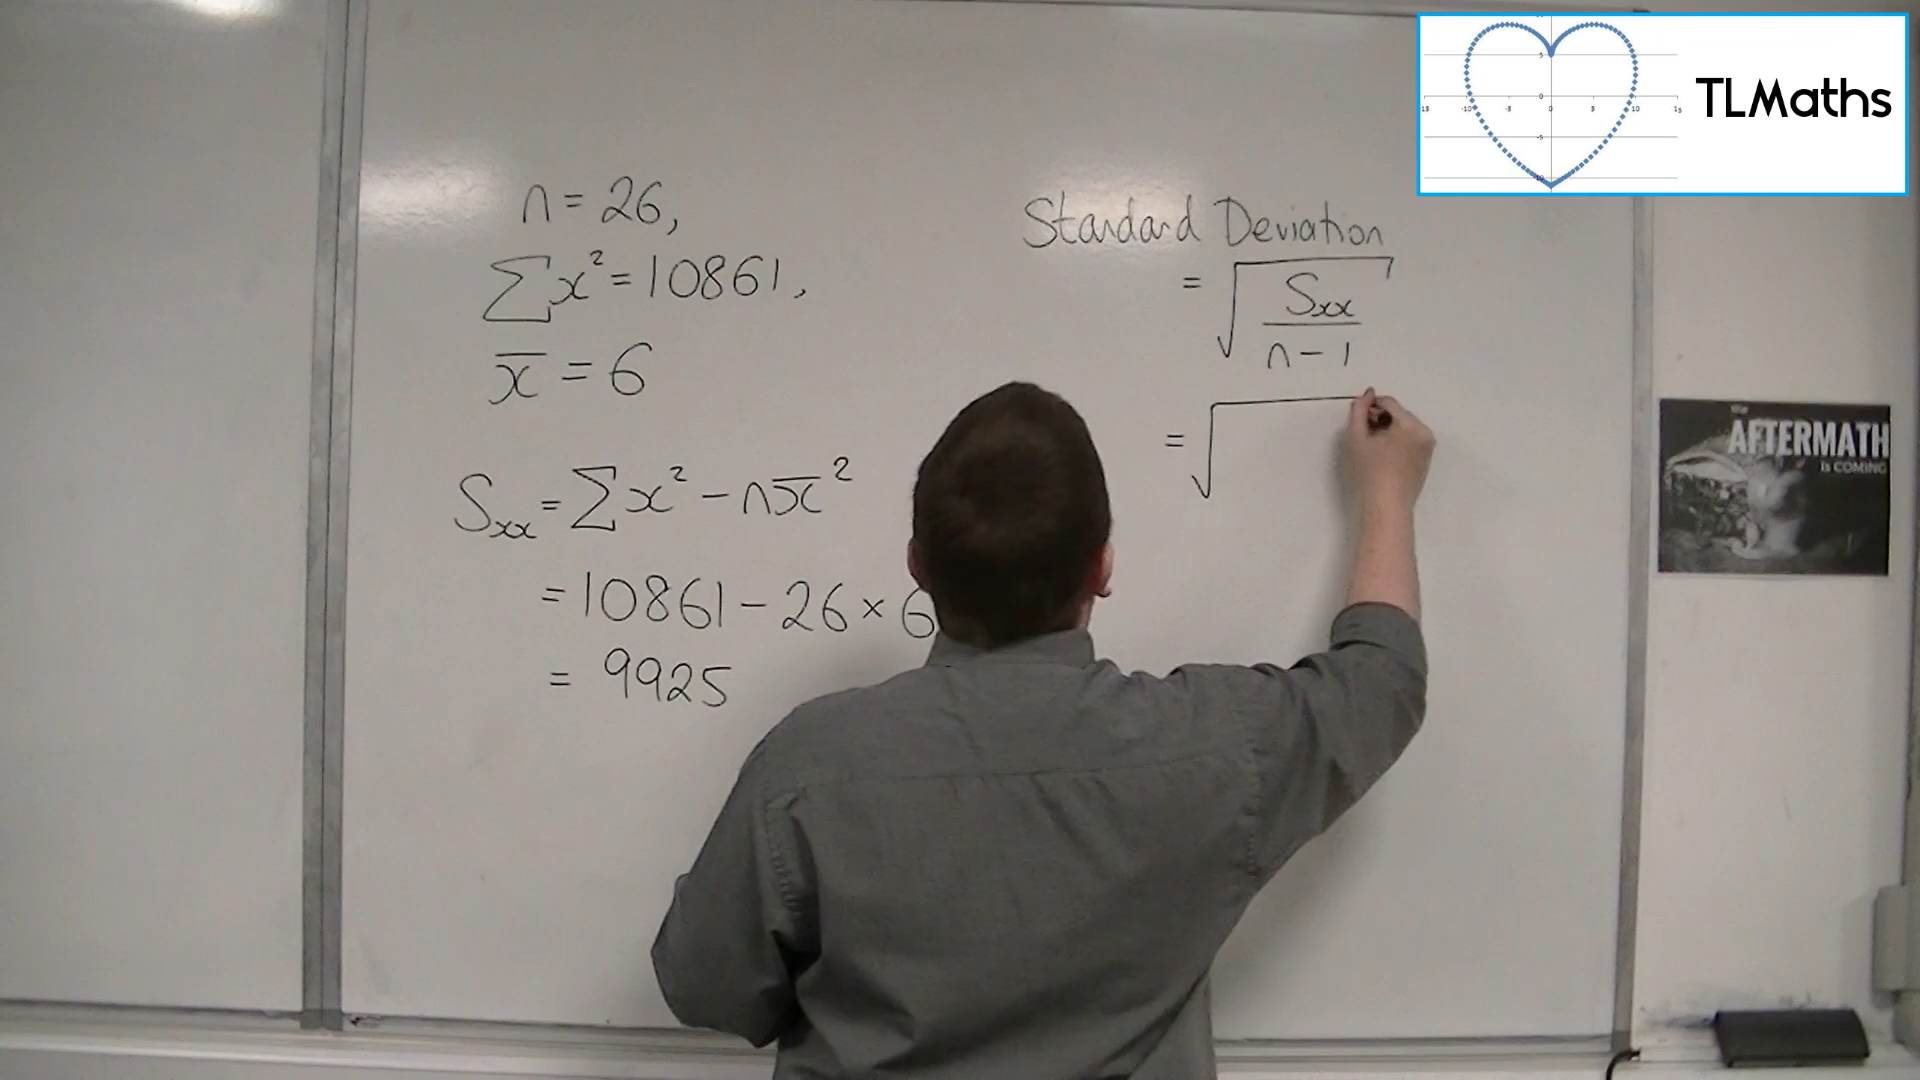 n = 26,
∑x² = 10861,
x̄ = 6
Sxx = ∑x² − nx̄²
= 10861 − 26 × 6
= 9925
Standard Deviation
= √(Sxx / n − 1)
= √
TLMaths
the
AFTERMATH
is COMING